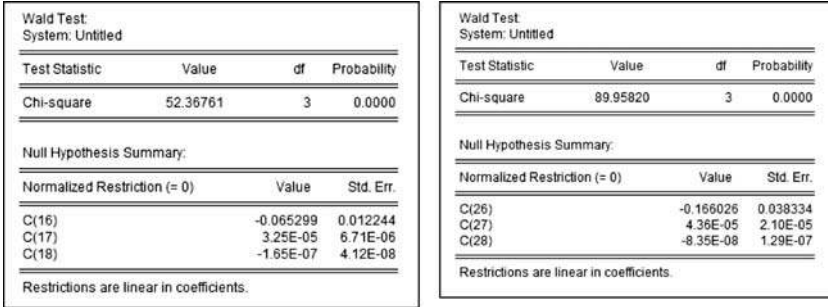 Wald Test:
System: Untitled
Test Statistic Value df Probability
Chi-square 52.36761 3 0.0000
Null Hypothesis Summary:
Normalized Restriction (= 0) Value Std. Err.
C(16) -0.065299 0.012244
C(17) 3.25E-05 6.71E-06
C(18) -1.65E-07 4.12E-08
Restrictions are linear in coefficients.
Wald Test:
System: Untitled
Test Statistic Value df Probability
Chi-square 89.95820 3 0.0000
Null Hypothesis Summary:
Normalized Restriction (= 0) Value Std. Err.
C(26) -0.166026 0.038334
C(27) 4.36E-05 2.10E-05
C(28) -8.35E-08 1.29E-07
Restrictions are linear in coefficients.